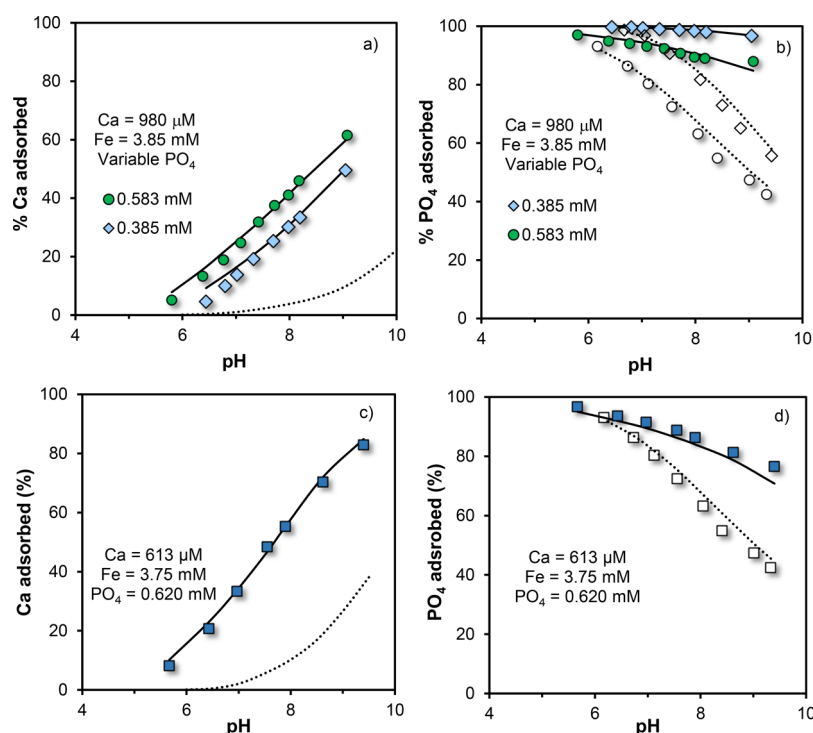 100
80
60
40
20
0
4
6
8
10
% Ca adsorbed
pH
a)
Ca = 980 μM
Fe = 3.85 mM
Variable PO₄
0.583 mM
0.385 mM
100
80
60
40
20
0
4
6
8
10
% PO₄ adsorbed
pH
b)
Ca = 980 μM
Fe = 3.85 mM
Variable PO₄
0.385 mM
0.583 mM
100
80
60
40
20
0
4
6
8
10
Ca adsorbed (%)
pH
c)
Ca = 613 μM
Fe = 3.75 mM
PO₄ = 0.620 mM
100
80
60
40
20
0
4
6
8
10
PO₄ adsrobed (%)
pH
d)
Ca = 613 μM
Fe = 3.75 mM
PO₄ = 0.620 mM